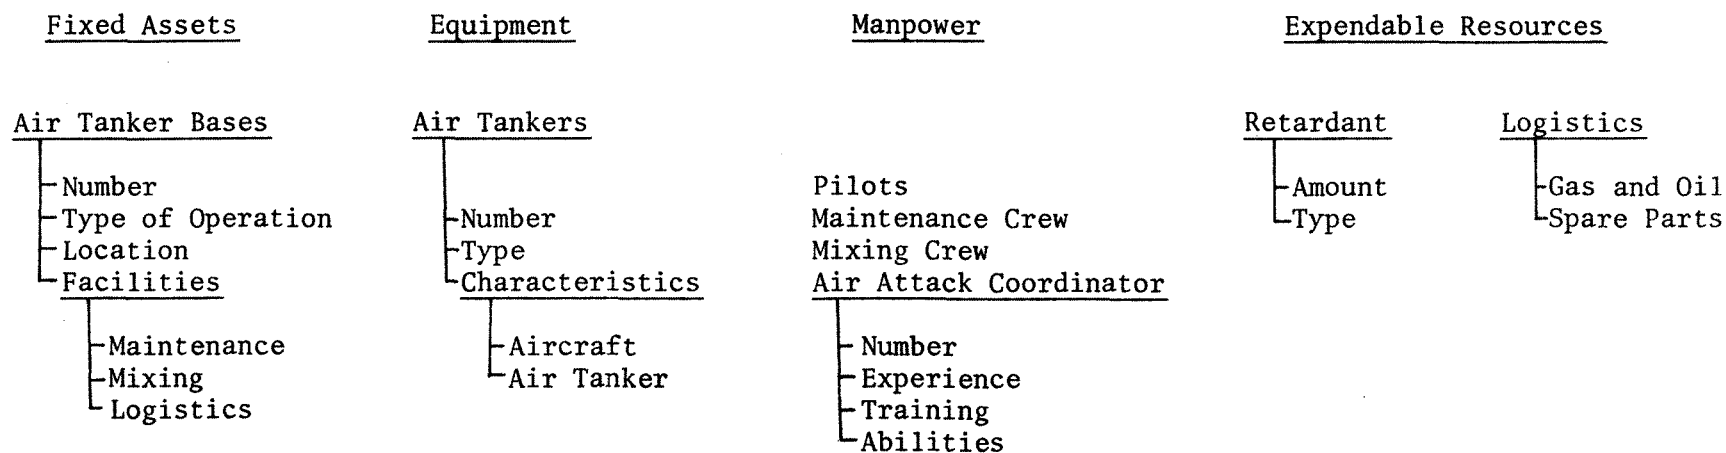 Fixed Assets
Air Tanker Bases
Number
Type of Operation
Location
Facilities
Maintenance
Mixing
Logistics
Equipment
Air Tankers
Number
Type
Characteristics
Aircraft
Air Tanker
Manpower
Pilots
Maintenance Crew
Mixing Crew
Air Attack Coordinator
Number
Experience
Training
Abilities
Expendable Resources
Retardant
Amount
Type
Logistics
Gas and Oil
Spare Parts